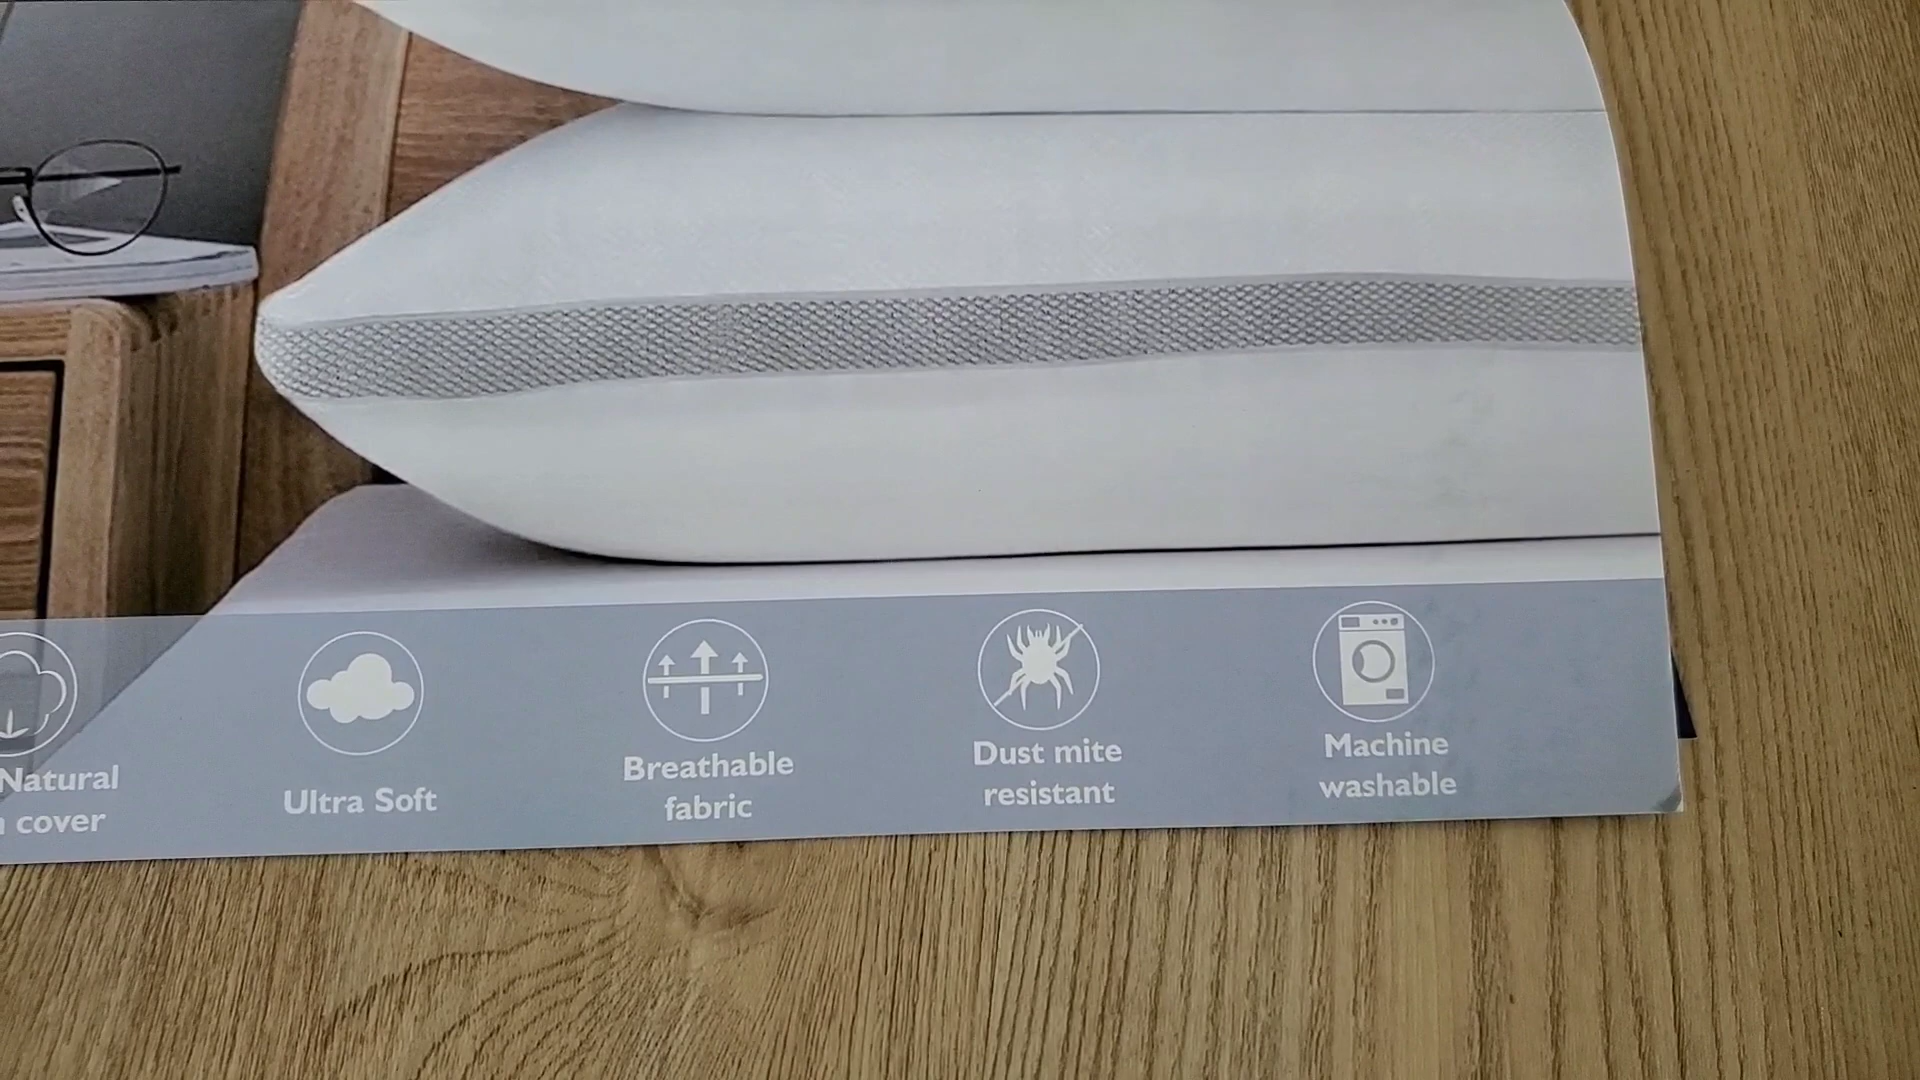 Natural
cover
Ultra Soft
Breathable
fabric
Dust mite
resistant
Machine
washable